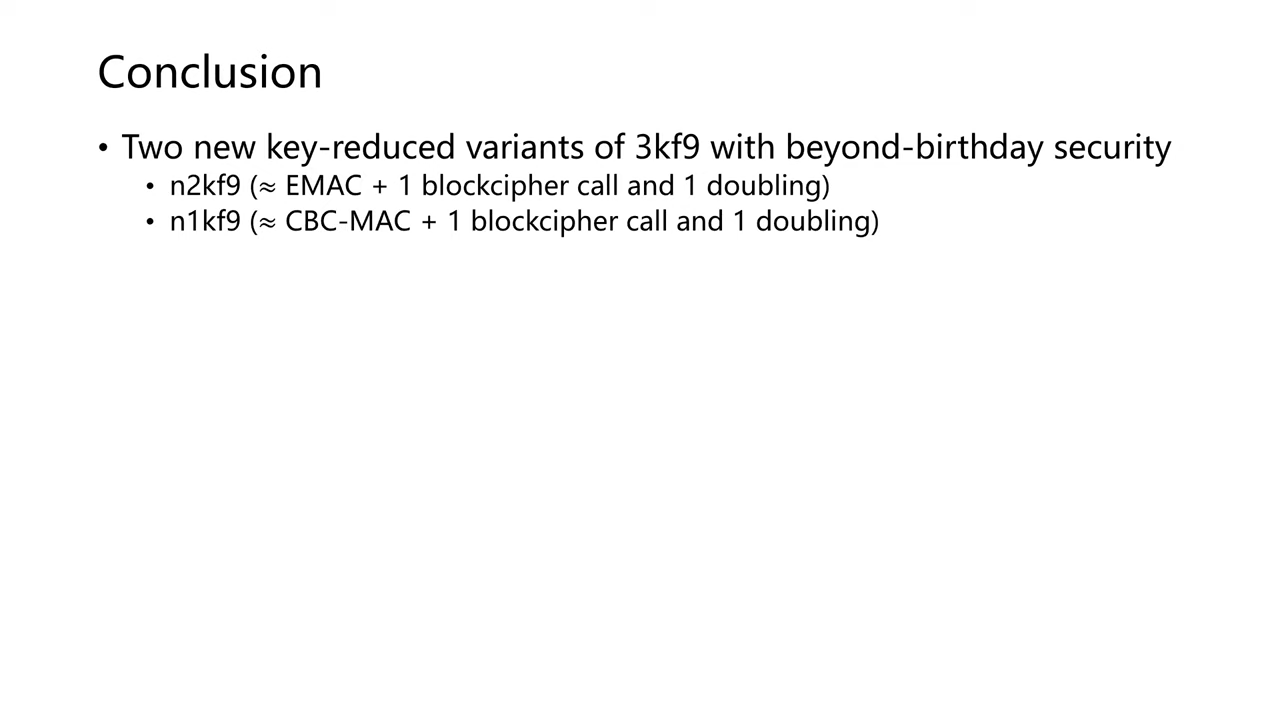 Conclusion
• Two new key-reduced variants of 3kf9 with beyond-birthday security
• n2kf9 (≈ EMAC + 1 blockcipher call and 1 doubling)
• n1kf9 (≈ CBC-MAC + 1 blockcipher call and 1 doubling)